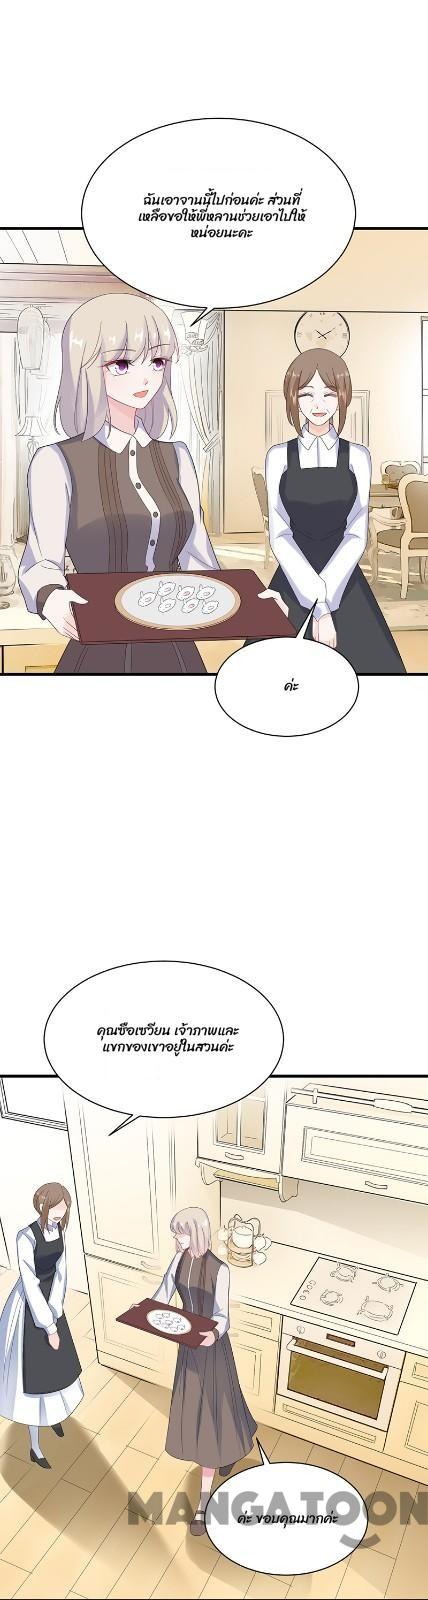 ฉันเอาจานนี้ไปก่อนค่ะ ส่วนที่
เหลือขอให้พี่หลานช่วยเอาไปให้
หน่อยนะคะ
ค่ะ
คุณซือเซวียน เจ้าภาพและ
แขกของเขาอยู่ในสวนค่ะ
MANGATOON
ค่ะ ขอบคุณมากค่ะ